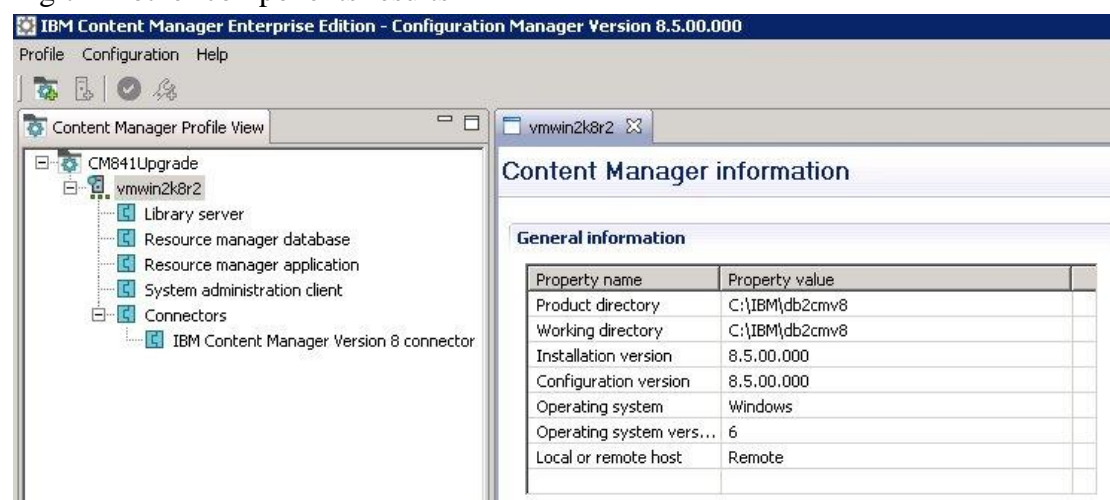 IBM Content Manager Enterprise Edition - Configuration Manager Version 8.5.00.000
Profile Configuration Help
Content Manager Profile View
vmwin2k8r2
CM841Upgrade
vmwin2k8r2
Library server
Resource manager database
Resource manager application
System administration client
Connectors
IBM Content Manager Version 8 connector
Content Manager information
General information
Property name Property value
Product directory C:\IBM\db2cmv8
Working directory C:\IBM\db2cmv8
Installation version 8.5.00.000
Configuration version 8.5.00.000
Operating system Windows
Operating system vers... 6
Local or remote host Remote